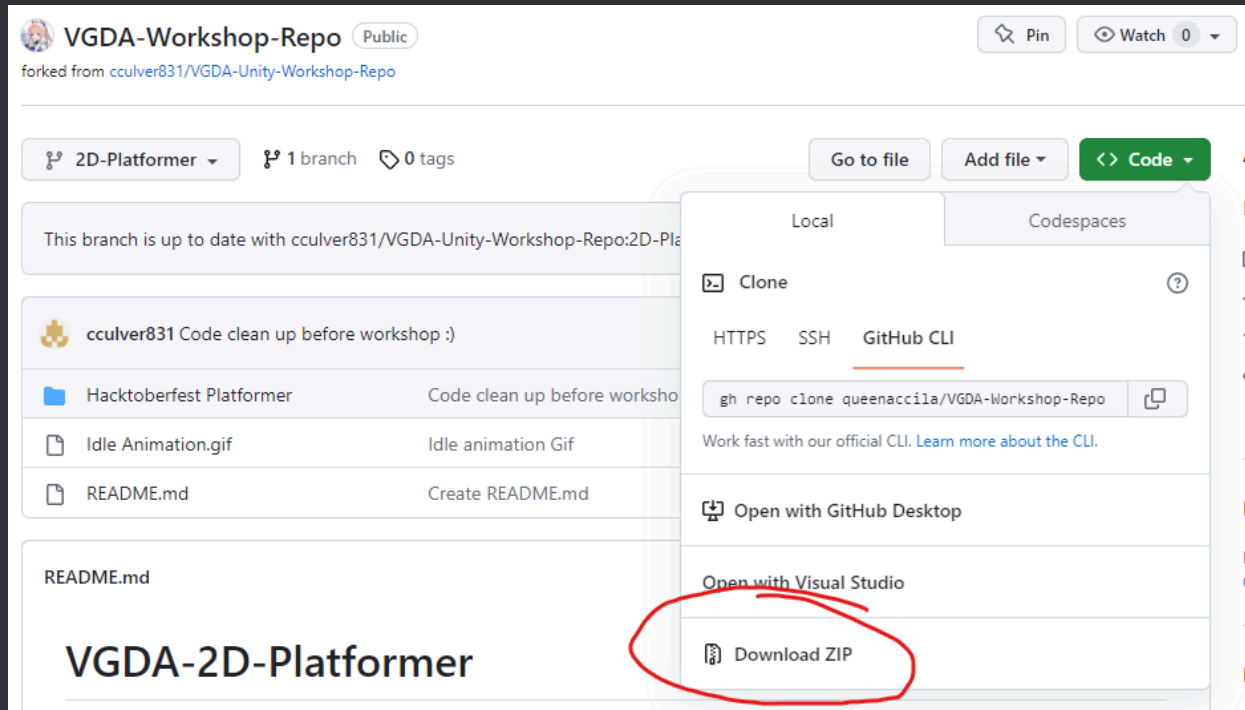 VGDA-Workshop-Repo Public
Pin
Watch 0
forked from cculver831/VGDA-Unity-Workshop-Repo
2D-Platformer
1 branch
0 tags
Go to file
Add file
<> Code
Local
Codespaces
This branch is up to date with cculver831/VGDA-Unity-Workshop-Repo:2D-Pla
Clone
HTTPS SSH GitHub CLI
gh repo clone queenaccila/VGDA-Workshop-Repo
Work fast with our official CLI. Learn more about the CLI.
cculver831 Code clean up before workshop :)
Hacktoberfest Platformer Code clean up before worksho
Idle Animation.gif Idle animation Gif
README.md Create README.md
Open with GitHub Desktop
Open with Visual Studio
Download ZIP
README.md
VGDA-2D-Platformer